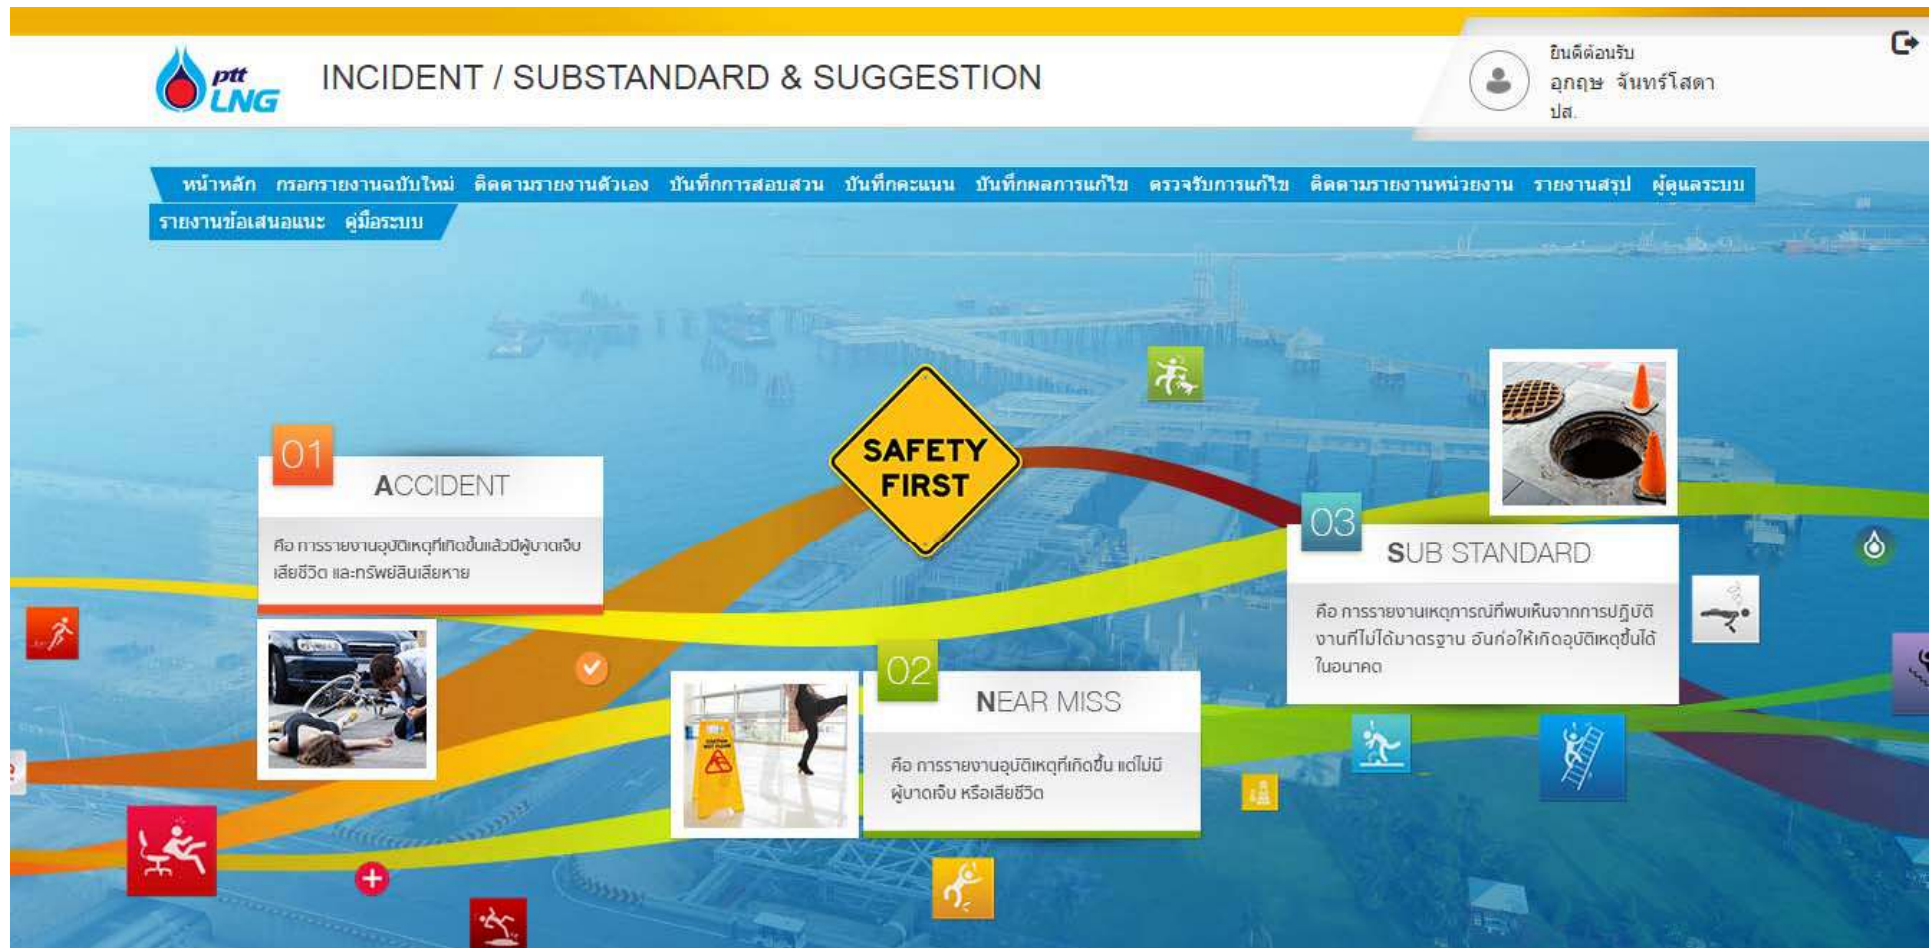 ptt
LNG
INCIDENT / SUBSTANDARD & SUGGESTION
ยินดีต้อนรับ
อุกฤษ จันทร์โสดา
ปส.
หน้าหลัก กรอกรายงานฉบับใหม่ ติดตามรายงานตัวเอง บันทึกการสอบสวน บันทึกคะแนน บันทึกผลการแก้ไข ตรวจรับการแก้ไข ติดตามรายงานหน่วยงาน รายงานสรุป ผู้ดูแลระบบ
รายงานข้อเสนอแนะ คู่มือระบบ
SAFETY
FIRST
01
ACCIDENT
คือ การรายงานอุบัติเหตุที่เกิดขึ้นแล้วมีผู้บาดเจ็บ
เสียชีวิต และทรัพย์สินเสียหาย
02
NEAR MISS
คือ การรายงานอุบัติเหตุที่เกิดขึ้น แต่ไม่มี
ผู้บาดเจ็บ หรือเสียชีวิต
03
SUB STANDARD
คือ การรายงานเหตุการณ์ที่พบเห็นจากการปฏิบัติ
งานที่ไม่ได้มาตรฐาน อันก่อให้เกิดอุบัติเหตุขึ้นได้
ในอนาคต